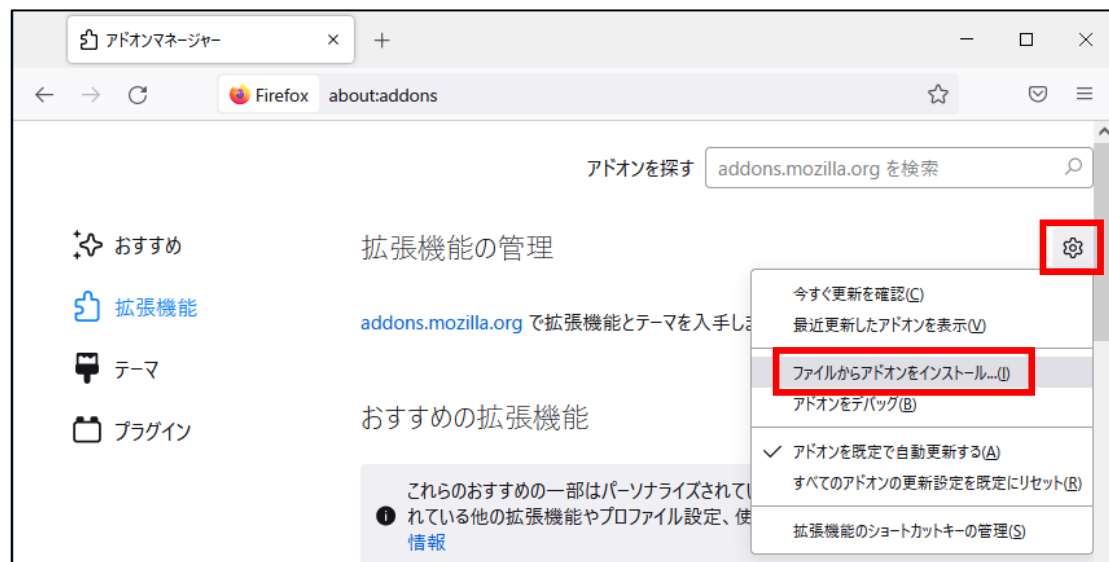 アドオンマネージャー
Firefox about:addons
アドオンを探す addons.mozilla.org を検索
おすすめ
拡張機能
テーマ
プラグイン
拡張機能の管理
addons.mozilla.org で拡張機能とテーマを入手しま
おすすめの拡張機能
これらのおすすめの一部はパーソナライズされてい
れている他の拡張機能やプロファイル設定、使
情報
今すぐ更新を確認(C)
最近更新したアドオンを表示(V)
ファイルからアドオンをインストール...(I)
アドオンをデバッグ(B)
アドオンを既定で自動更新する(A)
すべてのアドオンの更新設定を既定にリセット(R)
拡張機能のショートカットキーの管理(S)